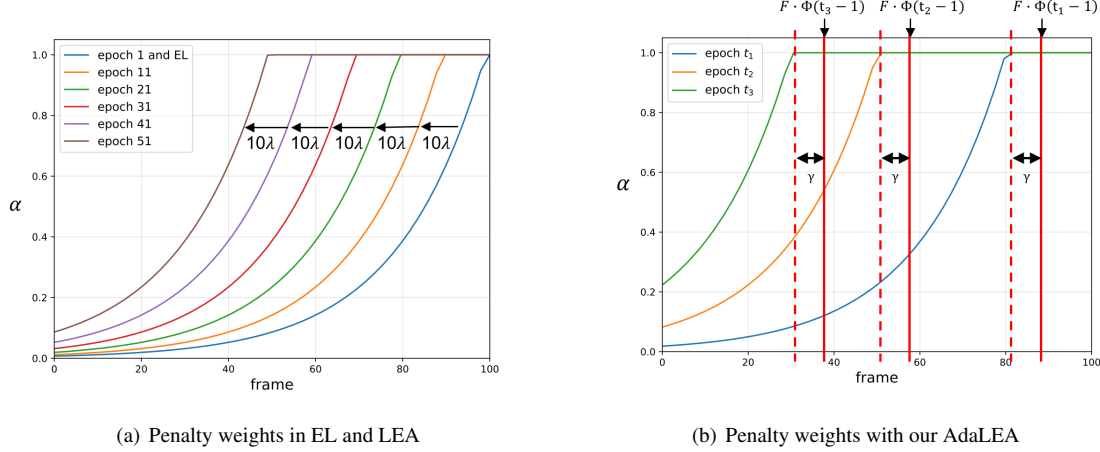 1.0
0.8
0.6
α
0.4
0.2
0.0
0 20 40 60 80 100
frame
epoch 1 and EL
epoch 11
epoch 21
epoch 31
epoch 41
epoch 51
10λ 10λ 10λ 10λ 10λ
(a) Penalty weights in EL and LEA
F · Φ(t₃ − 1) F · Φ(t₂ − 1) F · Φ(t₁ − 1)
1.0
0.8
0.6
α
0.4
0.2
0.0
0 20 40 60 80 100
frame
epoch t₁
epoch t₂
epoch t₃
γ γ γ
(b) Penalty weights with our AdaLEA